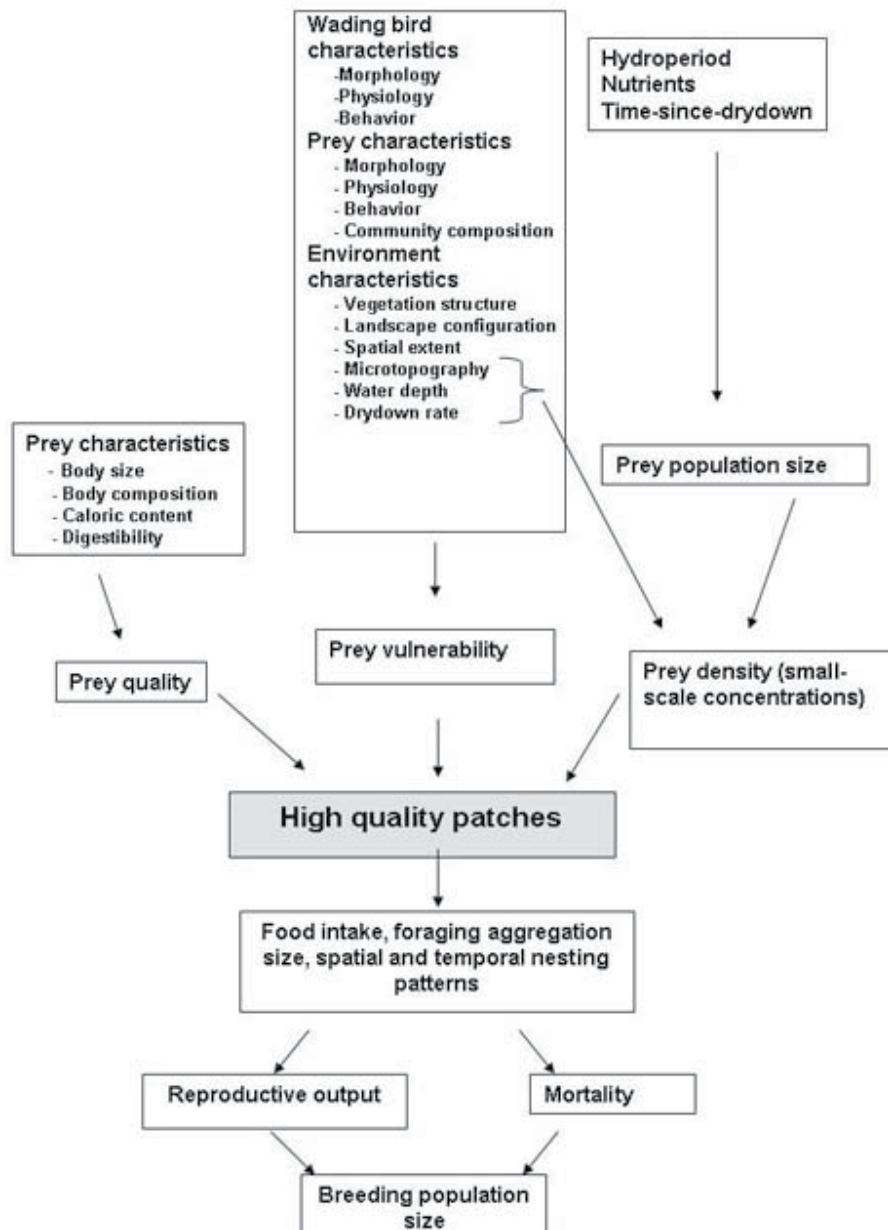 Wading bird
characteristics
-Morphology
-Physiology
-Behavior
Prey characteristics
- Morphology
- Physiology
- Behavior
- Community composition
Environment
characteristics
- Vegetation structure
- Landscape configuration
- Spatial extent
- Microtopography
- Water depth
- Drydown rate
Hydroperiod
Nutrients
Time-since-drydown
Prey characteristics
- Body size
- Body composition
- Caloric content
- Digestibility
Prey population size
Prey quality
Prey vulnerability
Prey density (small-
scale concentrations)
High quality patches
Food intake, foraging aggregation
size, spatial and temporal nesting
patterns
Reproductive output
Mortality
Breeding population
size